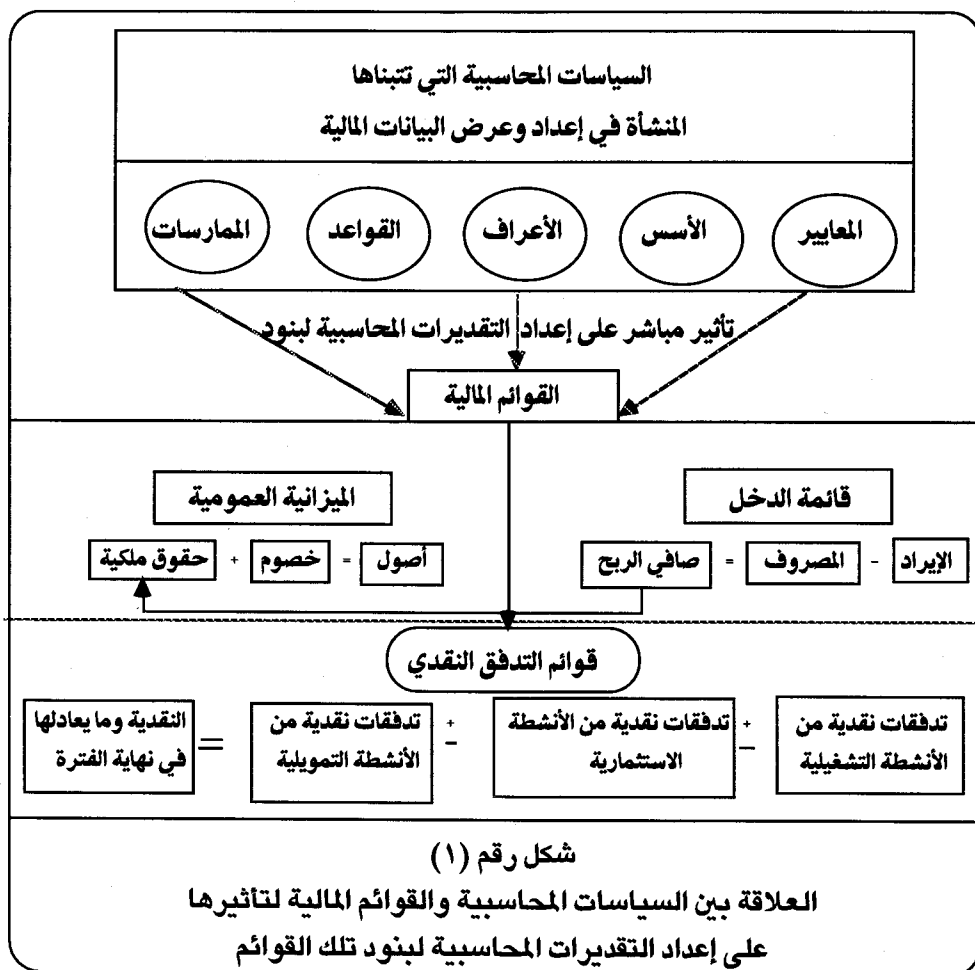 السياسات المحاسبية التي تتبناها
المنشأة في إعداد وعرض البيانات المالية
المعايير الأسس الأعراف القواعد الممارسات
تأثير مباشر على إعداد التقديرات المحاسبية لبنود
القوائم المالية
قائمة الدخل
الإيراد - المصروف = صافي الربح
الميزانية العمومية
أصول = خصوم + حقوق ملكية
قوائم التدفق النقدي
تدفقات نقدية من
الأنشطة التشغيلية
+
−
تدفقات نقدية من الأنشطة
الاستثمارية
+
−
تدفقات نقدية من
الأنشطة التمويلية
=
النقدية وما يعادلها
في نهاية الفترة
شكل رقم (١)
العلاقة بين السياسات المحاسبية والقوائم المالية لتأثيرها
على إعداد التقديرات المحاسبية لبنود تلك القوائم